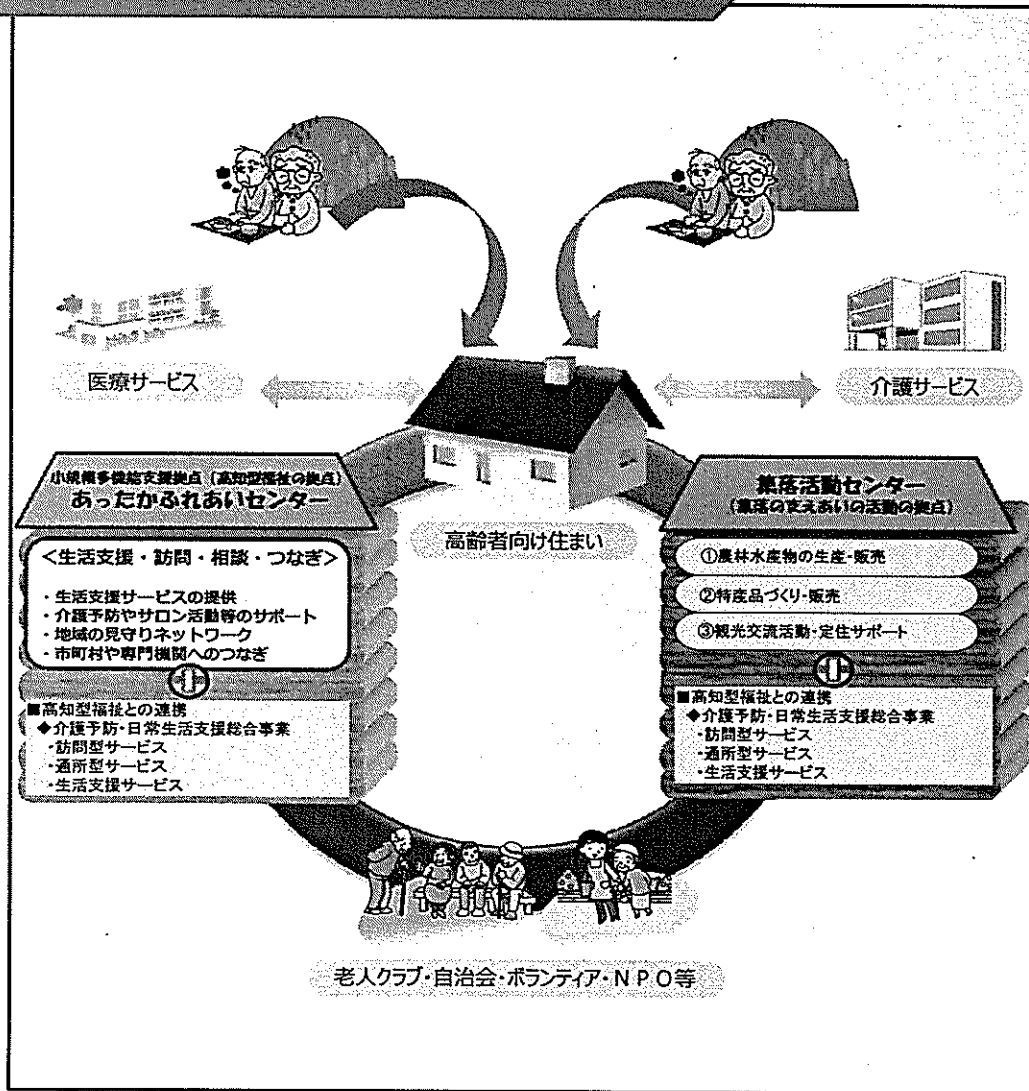 医療サービス
介護サービス
小規模多機能支援拠点（高知型福祉の拠点）
あったかふれあいセンター
＜生活支援・訪問・相談・つなぎ＞
・生活支援サービスの提供
・介護予防やサロン活動等のサポート
・地域の見守りネットワーク
・市町村や専門機関へのつなぎ
■高知型福祉との連携
◆介護予防・日常生活支援総合事業
・訪問型サービス
・通所型サービス
・生活支援サービス
高齢者向け住まい
集落活動センター
（集落の支えあいの活動の拠点）
①農林水産物の生産・販売
②特産品づくり・販売
③観光交流活動・定住サポート
■高知型福祉との連携
◆介護予防・日常生活支援総合事業
・訪問型サービス
・通所型サービス
・生活支援サービス
老人クラブ・自治会・ボランティア・ＮＰＯ等